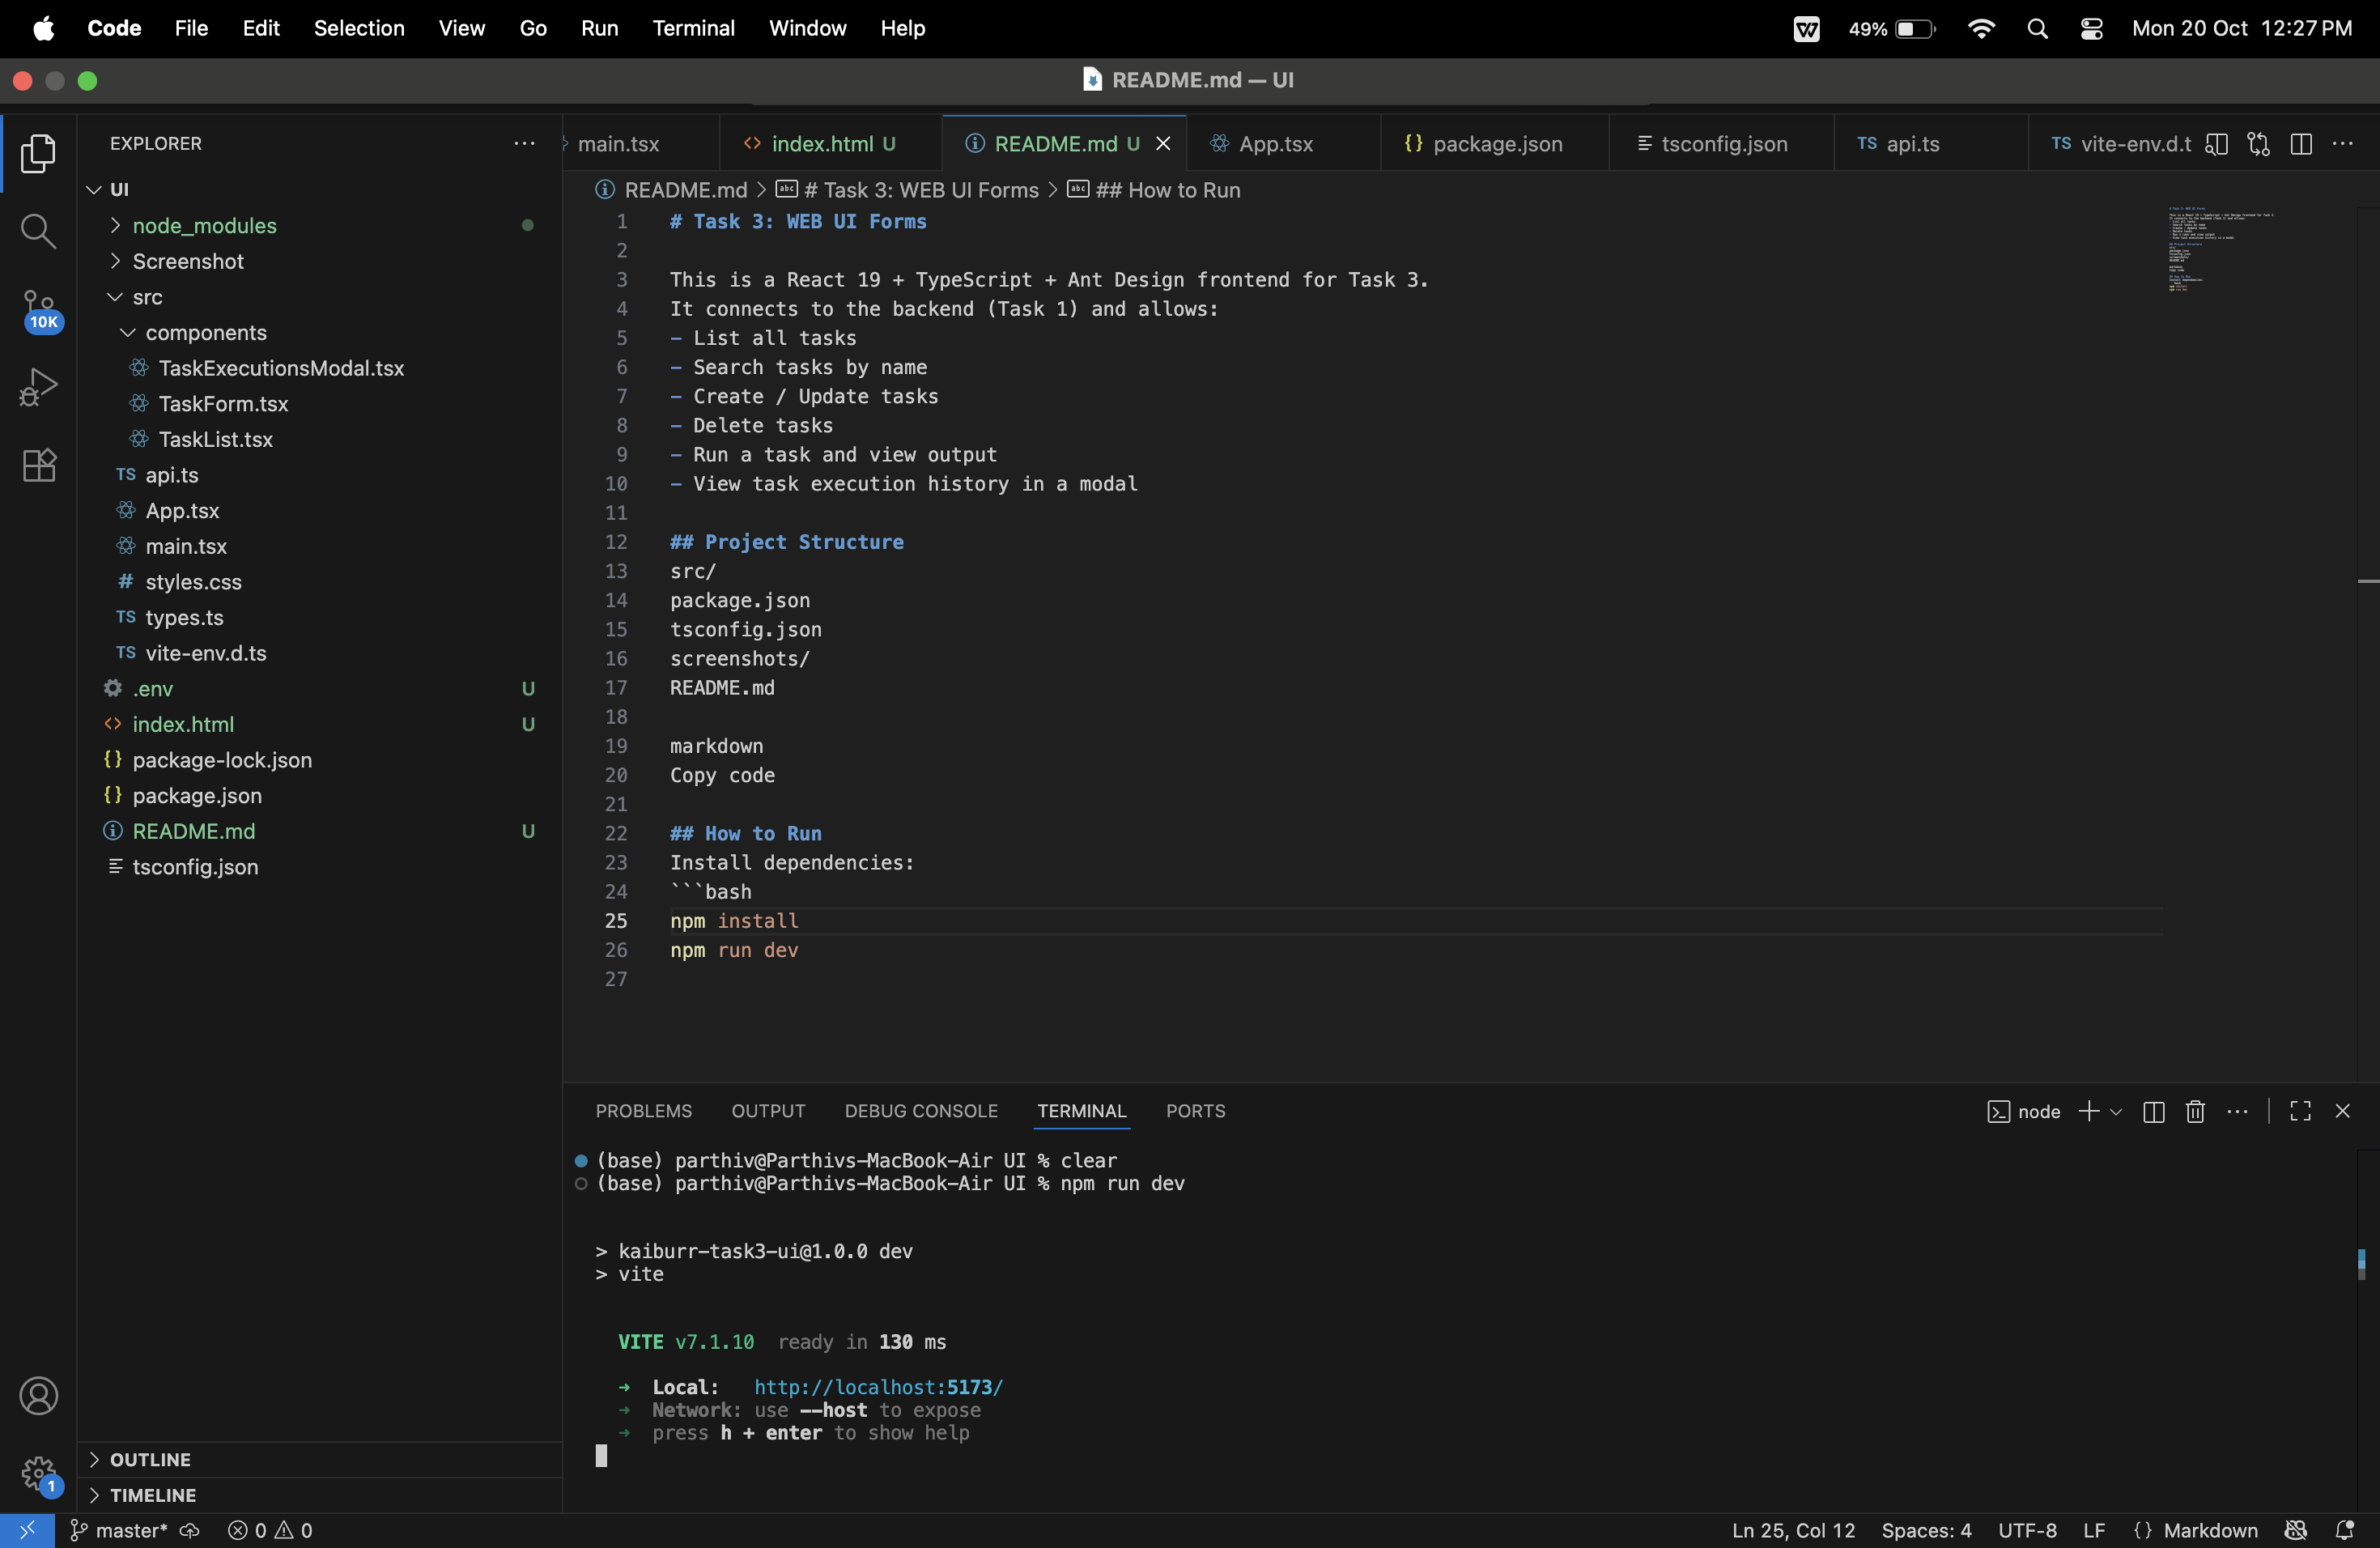 Code File Edit Selection View Go Run Terminal Window Help 49% Mon 20 Oct 12:27 PM
README.md — UI
EXPLORER
UI
node_modules
Screenshot
src
components
TaskExecutionsModal.tsx
TaskForm.tsx
TaskList.tsx
TS api.ts
App.tsx
main.tsx
# styles.css
TS types.ts
TS vite-env.d.ts
.env U
<> index.html U
{} package-lock.json
{} package.json
README.md U
tsconfig.json
OUTLINE
TIMELINE
10K
1
main.tsx <> index.html U README.md U App.tsx {} package.json tsconfig.json TS api.ts TS vite-env.d.t
README.md > # Task 3: WEB UI Forms > ## How to Run
1 # Task 3: WEB UI Forms
2
3 This is a React 19 + TypeScript + Ant Design frontend for Task 3.
4 It connects to the backend (Task 1) and allows:
5 - List all tasks
6 - Search tasks by name
7 - Create / Update tasks
8 - Delete tasks
9 - Run a task and view output
10 - View task execution history in a modal
11
12 ## Project Structure
13 src/
14 package.json
15 tsconfig.json
16 screenshots/
17 README.md
18
19 markdown
20 Copy code
21
22 ## How to Run
23 Install dependencies:
24 ```bash
25 npm install
26 npm run dev
27
PROBLEMS OUTPUT DEBUG CONSOLE TERMINAL PORTS node
(base) parthiv@Parthivs-MacBook-Air UI % clear
(base) parthiv@Parthivs-MacBook-Air UI % npm run dev
> kaiburr-task3-ui@1.0.0 dev
> vite
VITE v7.1.10 ready in 130 ms
➜ Local: http://localhost:5173/
➜ Network: use --host to expose
➜ press h + enter to show help
master* 0 0 Ln 25, Col 12 Spaces: 4 UTF-8 LF {} Markdown